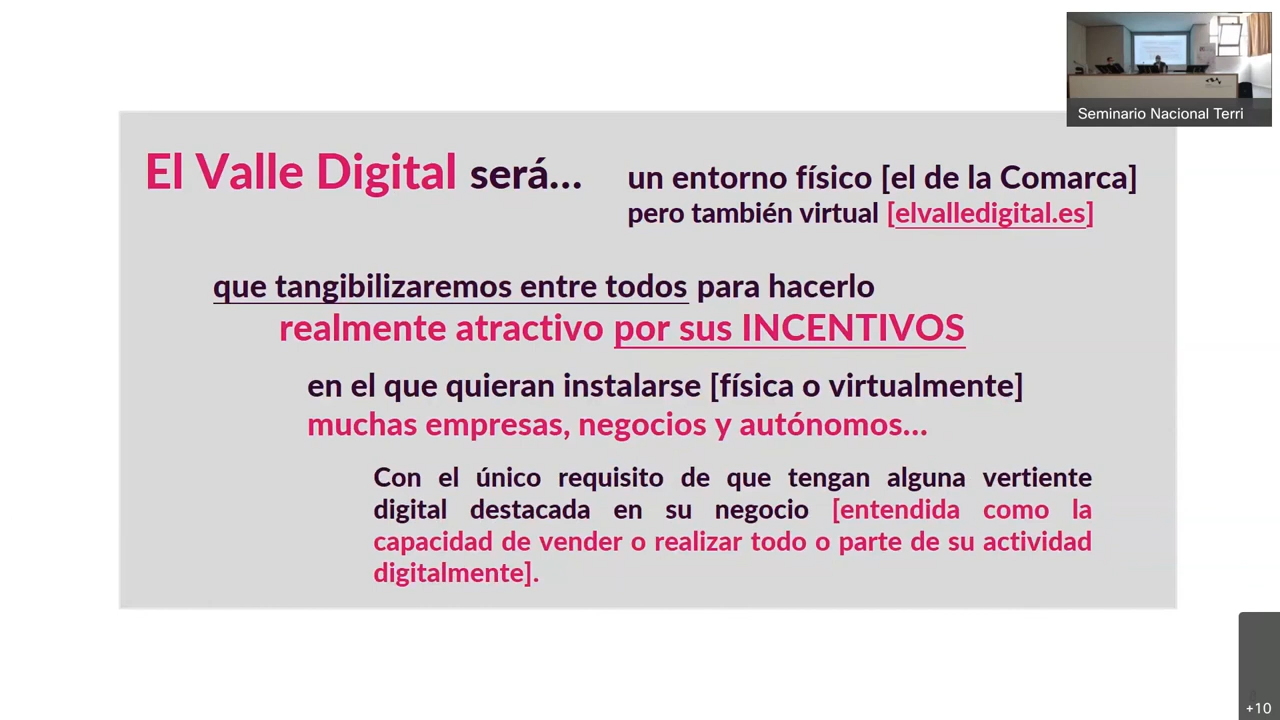 Seminario Nacional Terri
El Valle Digital será...
un entorno físico [el de la Comarca]
pero también virtual [elvalledigital.es]
que tangibilizaremos entre todos para hacerlo
realmente atractivo por sus INCENTIVOS
en el que quieran instalarse [física o virtualmente]
muchas empresas, negocios y autónomos...
Con el único requisito de que tengan alguna vertiente
digital destacada en su negocio [entendida como la
capacidad de vender o realizar todo o parte de su actividad
digitalmente].
+10